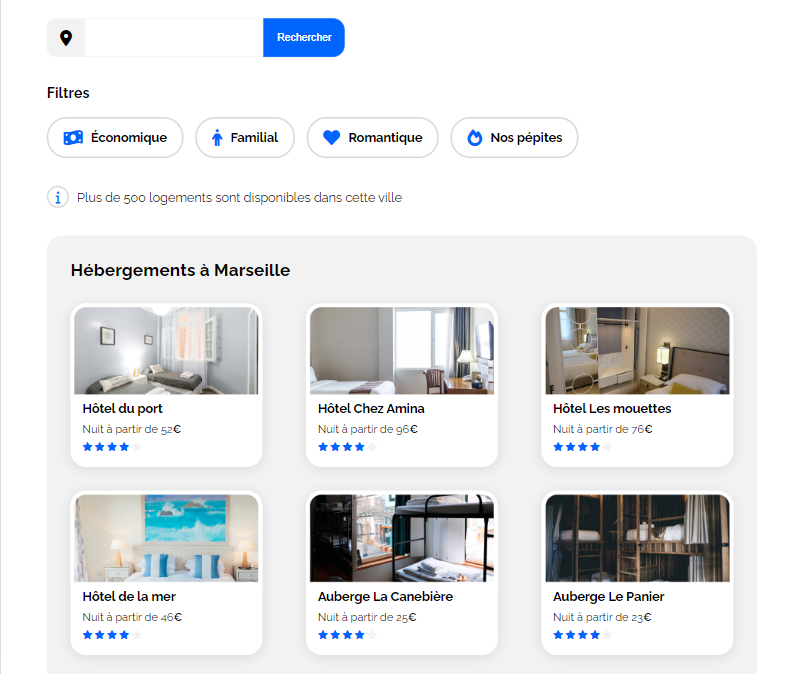 Rechercher
Filtres
Économique
Familial
Romantique
Nos pépites
Plus de 500 logements sont disponibles dans cette ville
Hébergements à Marseille
Hôtel du port
Nuit à partir de 52€
Hôtel Chez Amina
Nuit à partir de 96€
Hôtel Les mouettes
Nuit à partir de 76€
Hôtel de la mer
Nuit à partir de 46€
Auberge La Canebière
Nuit à partir de 25€
Auberge Le Panier
Nuit à partir de 23€